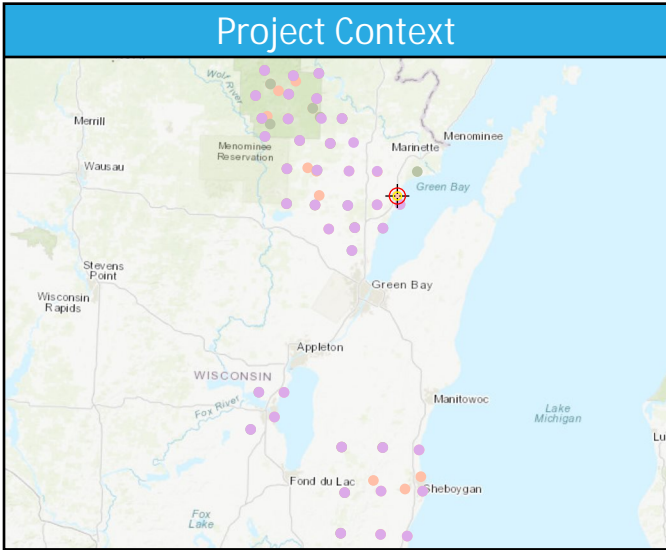 Project Context
Wolf
River
Merrill
Menominee
Marinette
Menominee
Reservation
Wausau
Green Bay
Stevens
Point
Green Bay
Wisconsin
Rapids
Appleton
WISCONSIN
Manitowoc
Fox River
Lake
Michigan
Lu
Fond du Lac
Sheboygan
Fox
Lake